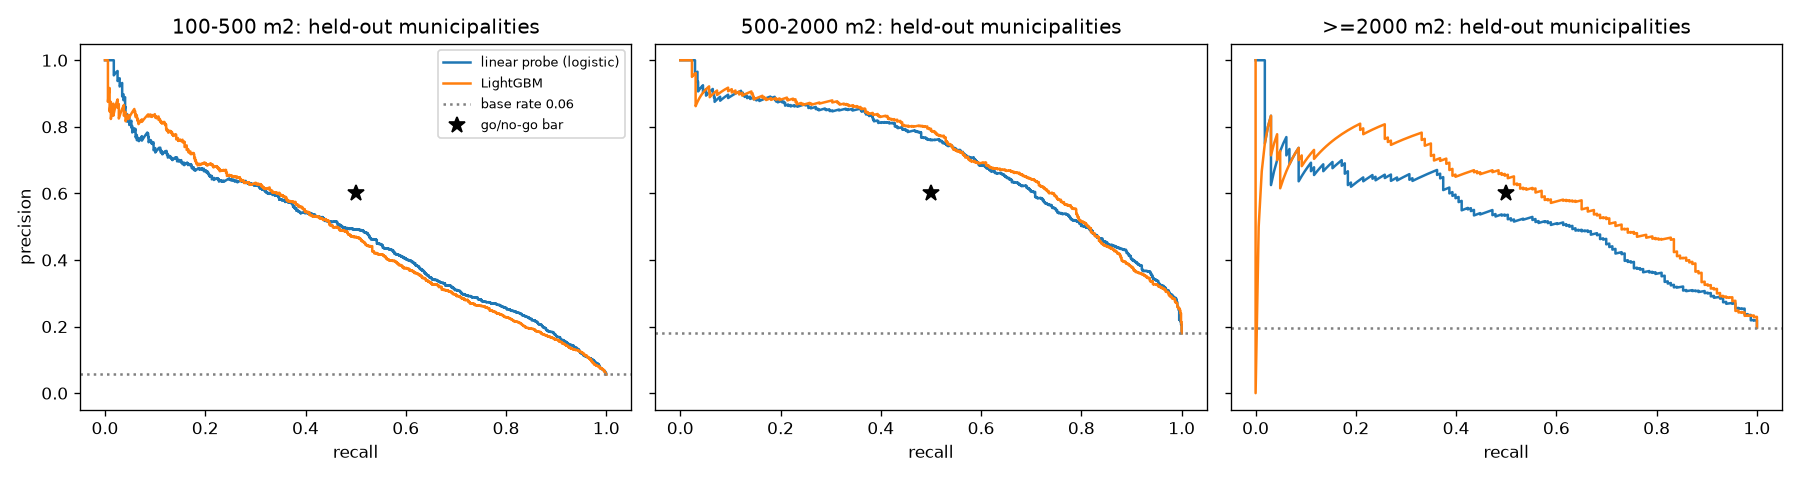 100-500 m2: held-out municipalities
500-2000 m2: held-out municipalities
>=2000 m2: held-out municipalities
linear probe (logistic)
LightGBM
base rate 0.06
go/no-go bar
precision
1.0
0.8
0.6
0.4
0.2
0.0
0.0 0.2 0.4 0.6 0.8 1.0
recall
0.0 0.2 0.4 0.6 0.8 1.0
recall
0.0 0.2 0.4 0.6 0.8 1.0
recall